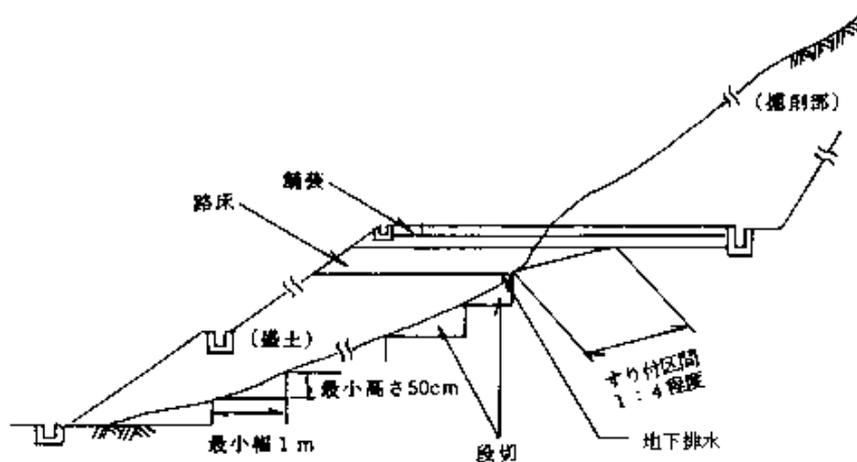 (掘削部)
舗装
路床
(盛土)
すり付区間
1:4程度
最小高さ50cm
最小幅1m
段切
地下排水